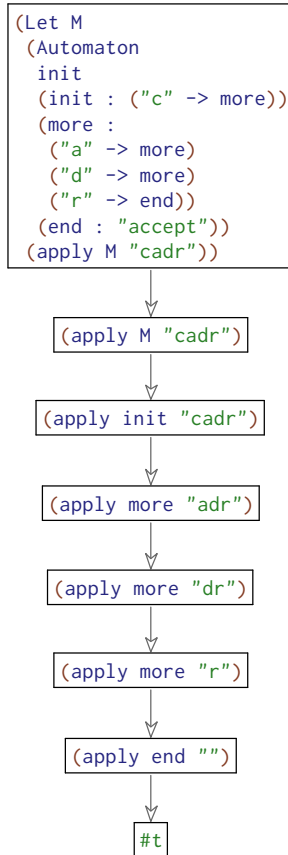 (Let M
(Automaton
init
(init : ("c" -> more))
(more :
("a" -> more)
("d" -> more)
("r" -> end))
(end : "accept"))
(apply M "cadr"))
(apply M "cadr")
(apply init "cadr")
(apply more "adr")
(apply more "dr")
(apply more "r")
(apply end "")
#t